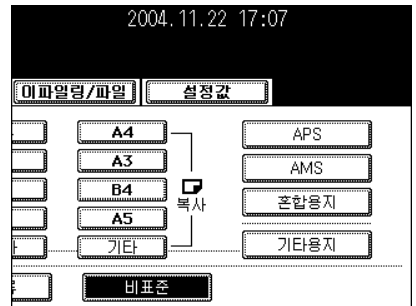 2004.11.22 17:07
이파일링/파일 설정값
A4 APS
A3 AMS
B4 혼합용지
복사
A5
기타 기타용지
비표준